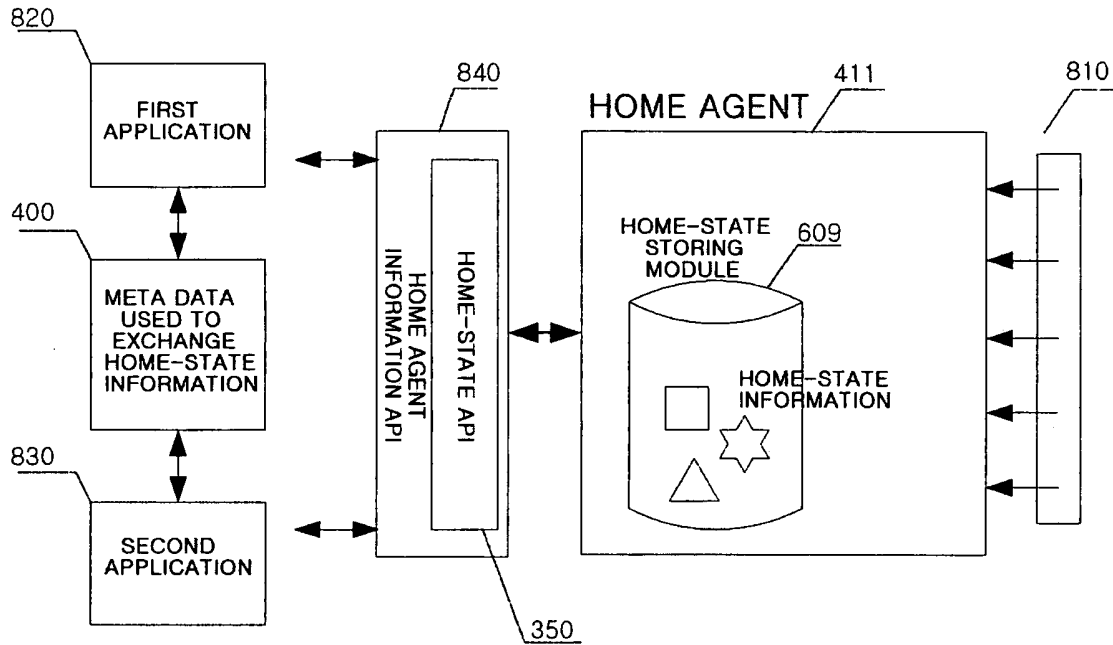 820
FIRST
APPLICATION
400
META DATA
USED TO
EXCHANGE
HOME-STATE
INFORMATION
830
SECOND
APPLICATION
840
HOME AGENT
INFORMATION API
HOME-STATE API
350
HOME AGENT
411
HOME-STATE
STORING
MODULE
609
HOME-STATE
INFORMATION
810